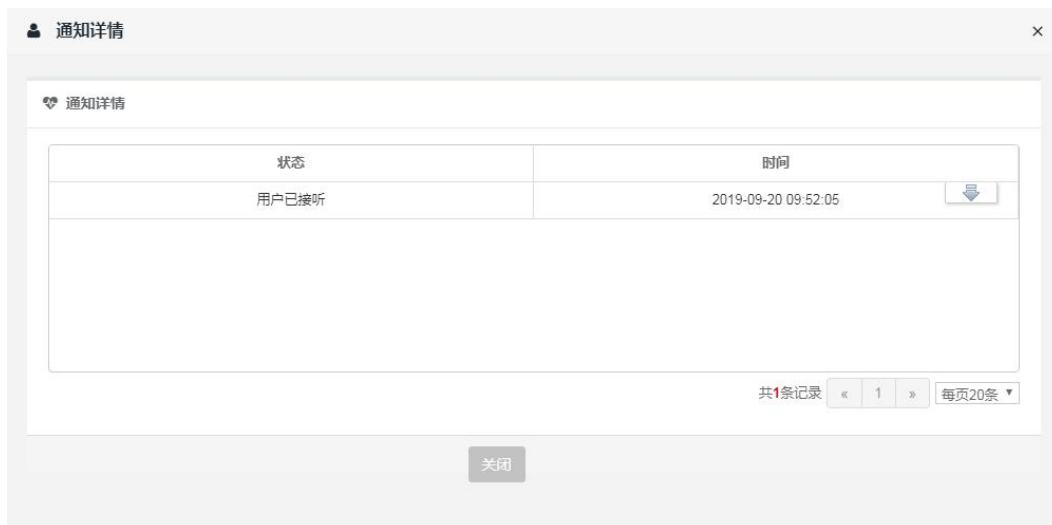 通知详情 ×
通知详情
状态 时间
用户已接听 2019-09-20 09:52:05
共1条记录 « 1 » 每页20条
关闭